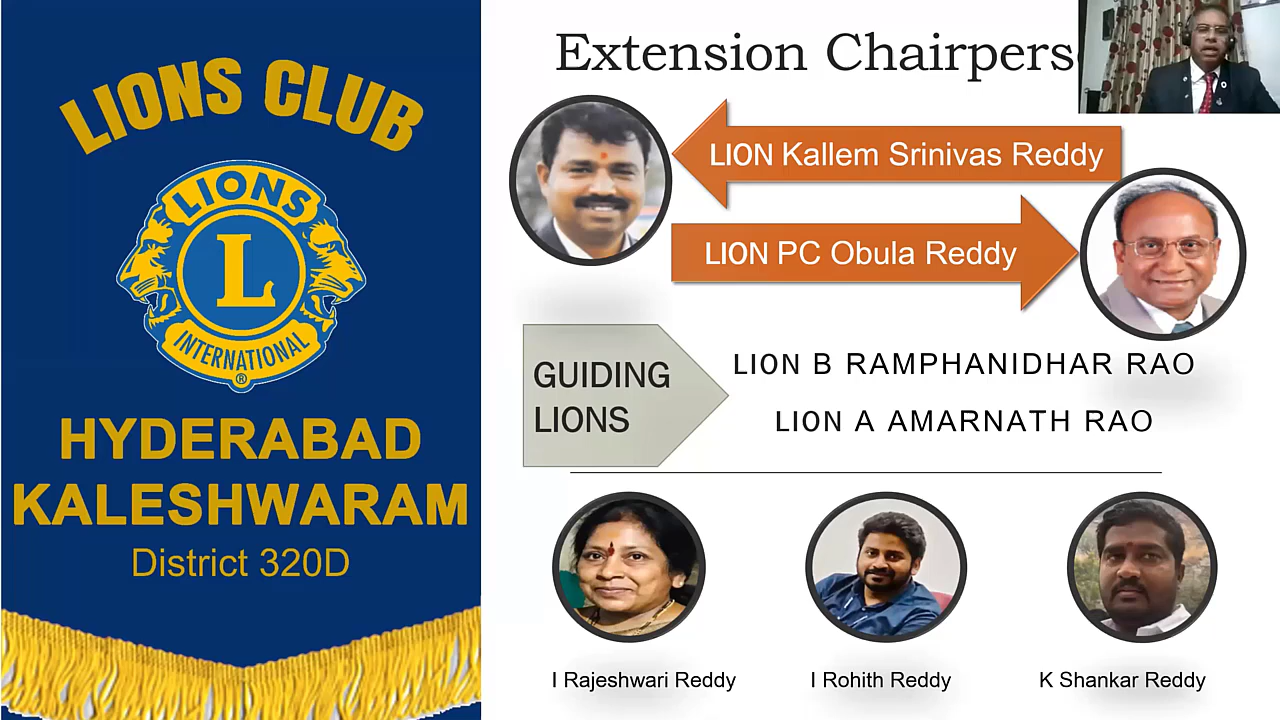 LIONS CLUB
LIONS
L
INTERNATIONAL
®
HYDERABAD
KALESHWARAM
District 320D
Extension Chairpers
LION Kallem Srinivas Reddy
LION PC Obula Reddy
GUIDING
LIONS
LION B RAMPHANIDHAR RAO
LION A AMARNATH RAO
I Rajeshwari Reddy
I Rohith Reddy
K Shankar Reddy